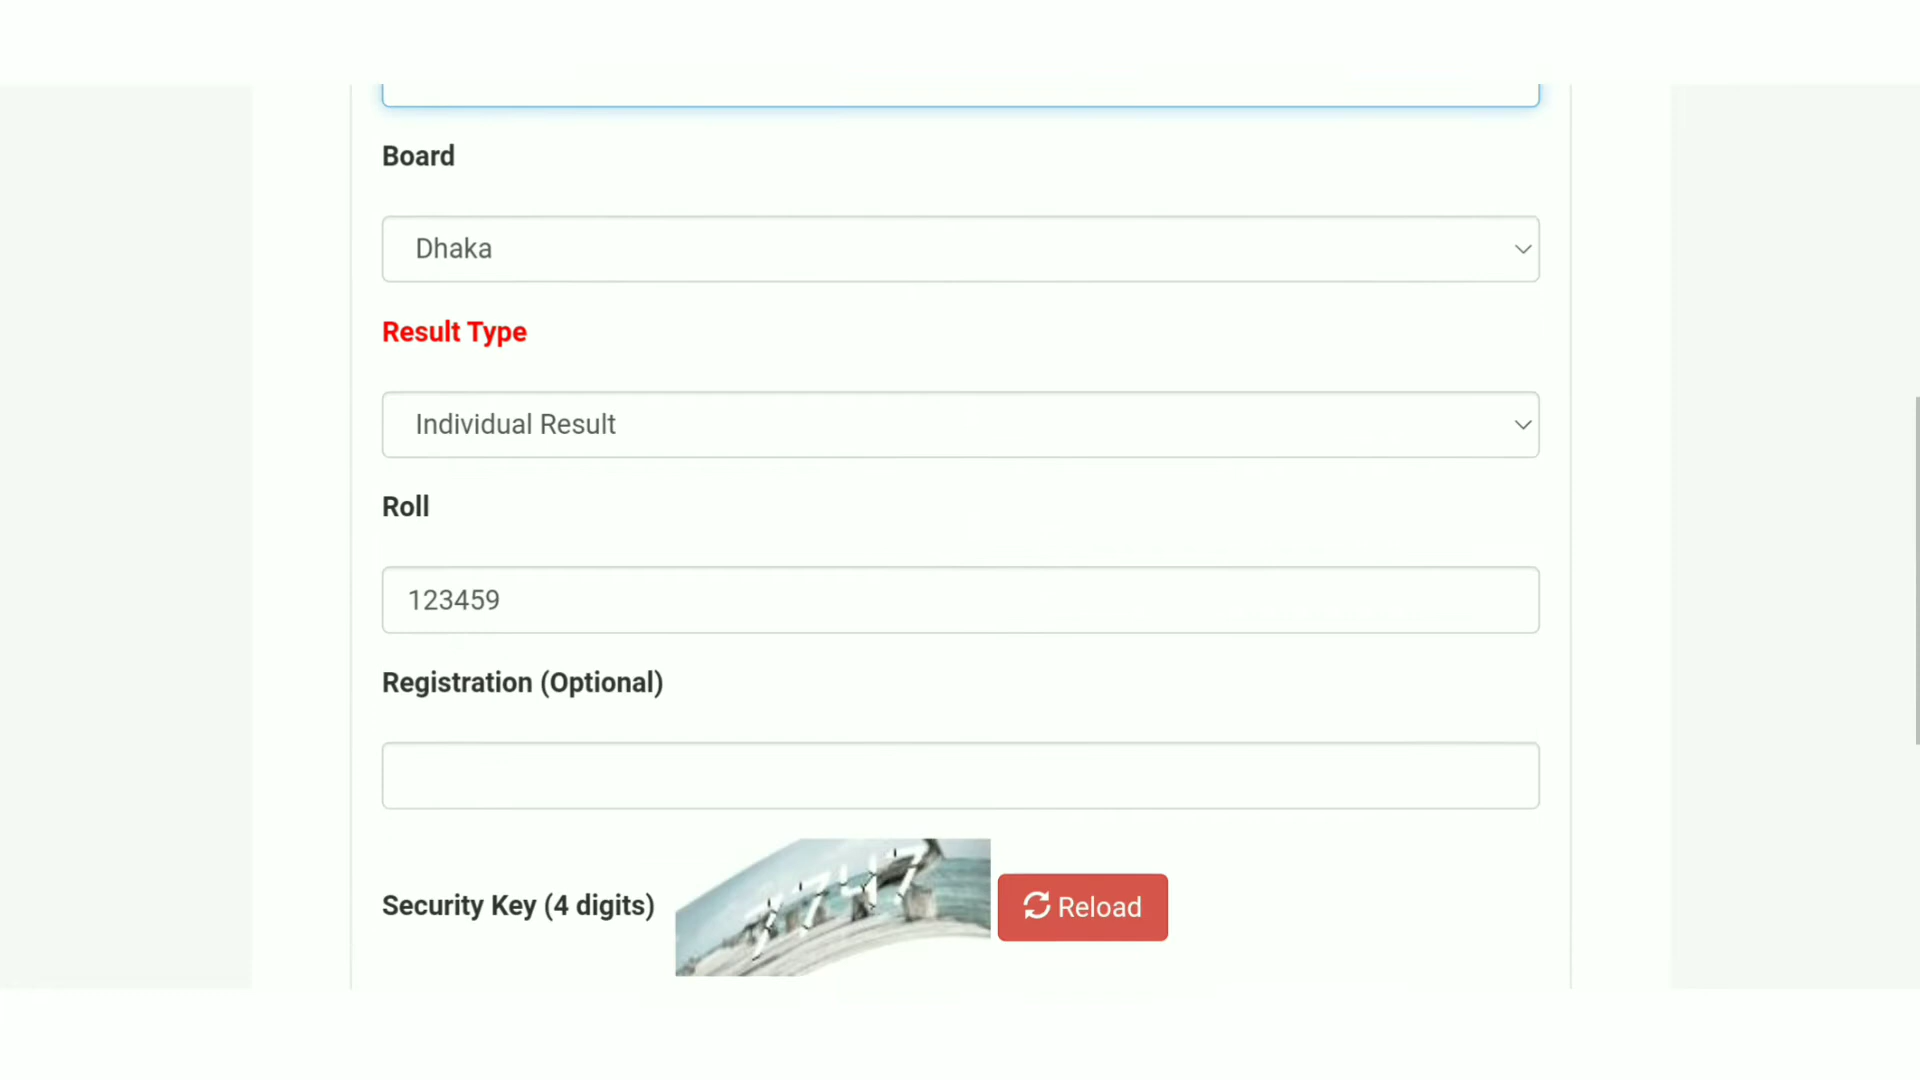 Board
Dhaka
Result Type
Individual Result
Roll
123459
Registration (Optional)
Security Key (4 digits)
Reload